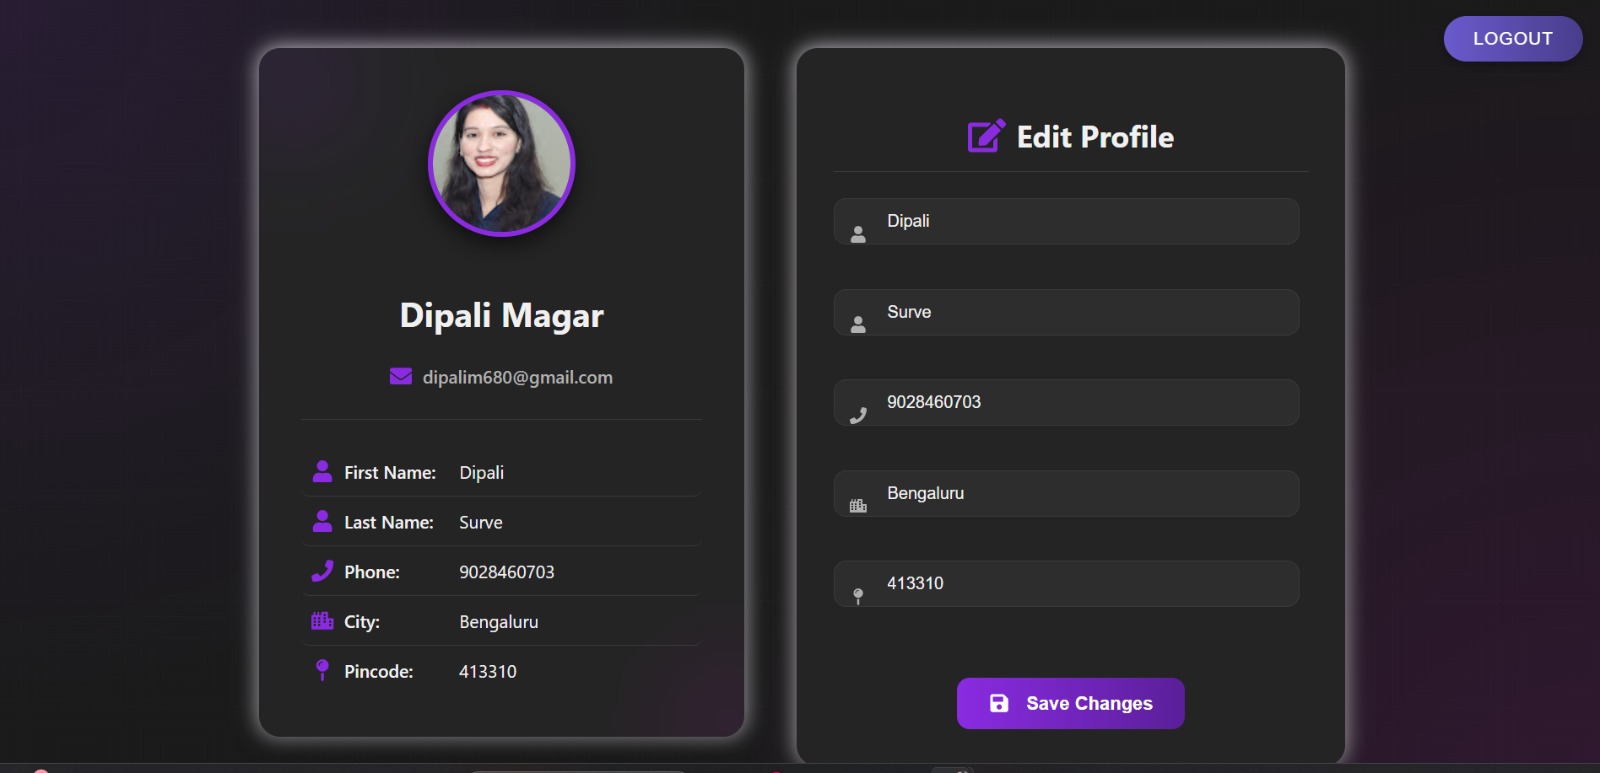 LOGOUT
Dipali Magar
dipalim680@gmail.com
First Name: Dipali
Last Name: Surve
Phone: 9028460703
City: Bengaluru
Pincode: 413310
Edit Profile
Dipali
Surve
9028460703
Bengaluru
413310
Save Changes